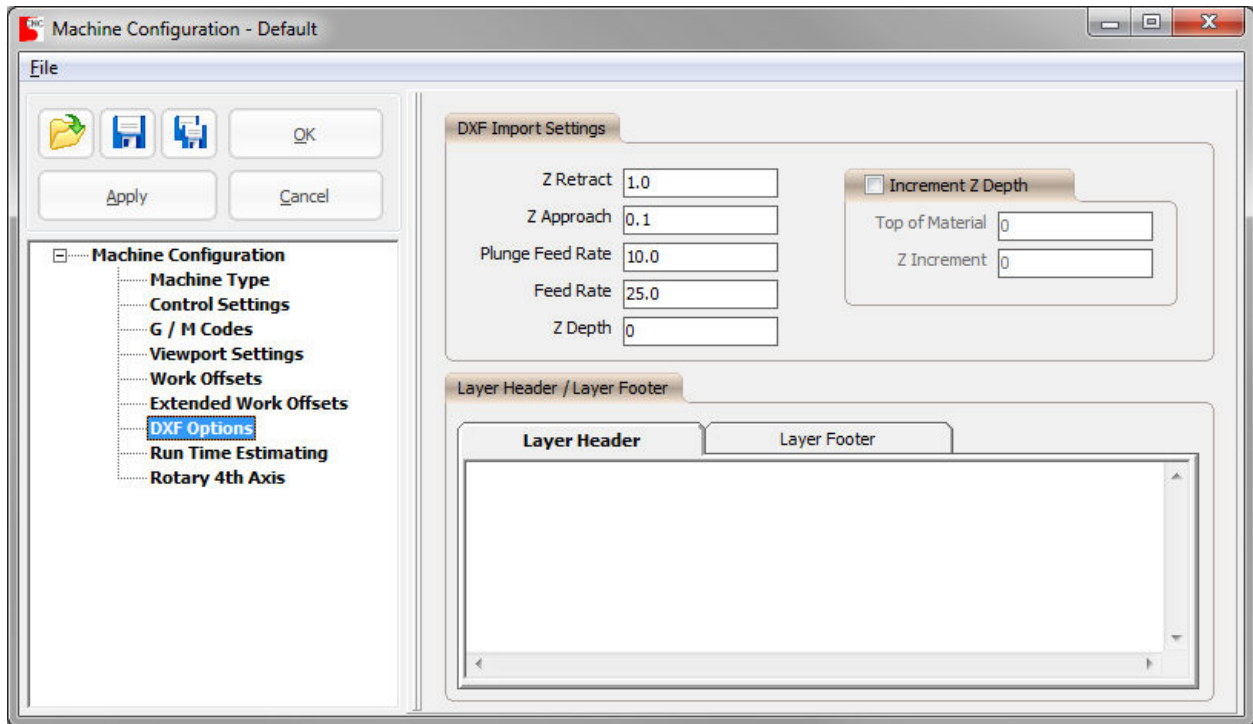 CNC
Machine Configuration - Default
File
OK
Apply
Cancel
Machine Configuration
Machine Type
Control Settings
G / M Codes
Viewport Settings
Work Offsets
Extended Work Offsets
DXF Options
Run Time Estimating
Rotary 4th Axis
DXF Import Settings
Z Retract 1.0
Z Approach 0.1
Plunge Feed Rate 10.0
Feed Rate 25.0
Z Depth 0
Increment Z Depth
Top of Material 0
Z Increment 0
Layer Header / Layer Footer
Layer Header
Layer Footer